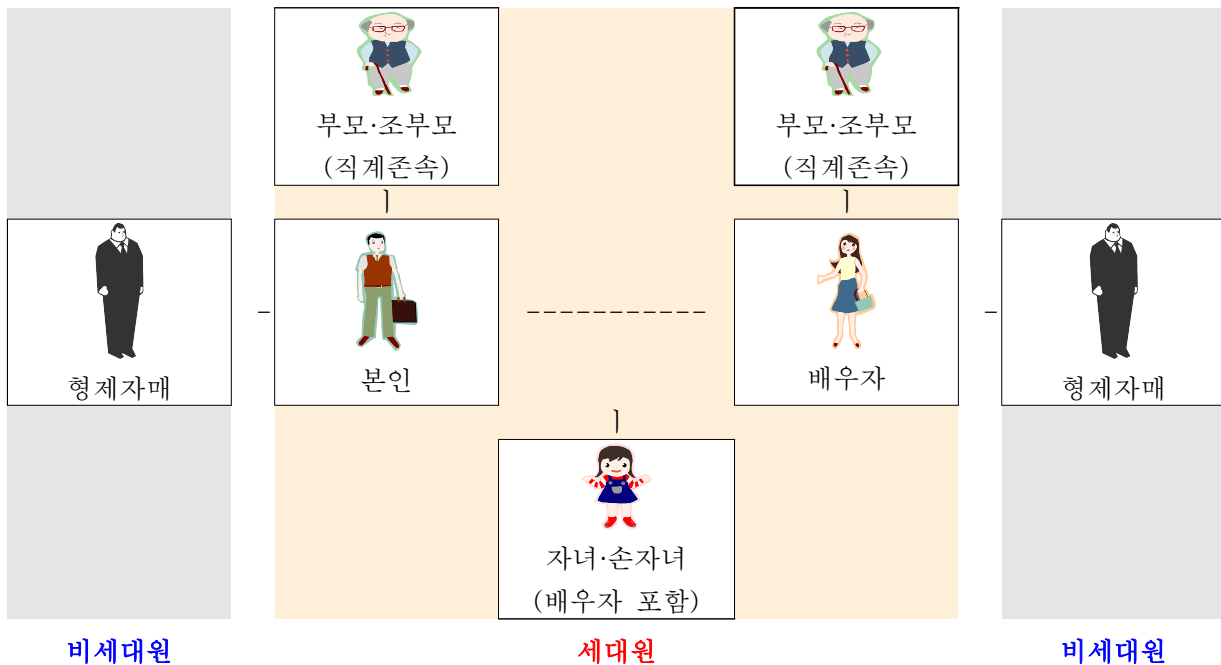 부모·조부모
(직계존속)
부모·조부모
(직계존속)
형제자매
본인
배우자
형제자매
자녀·손자녀
(배우자 포함)
비세대원
세대원
비세대원